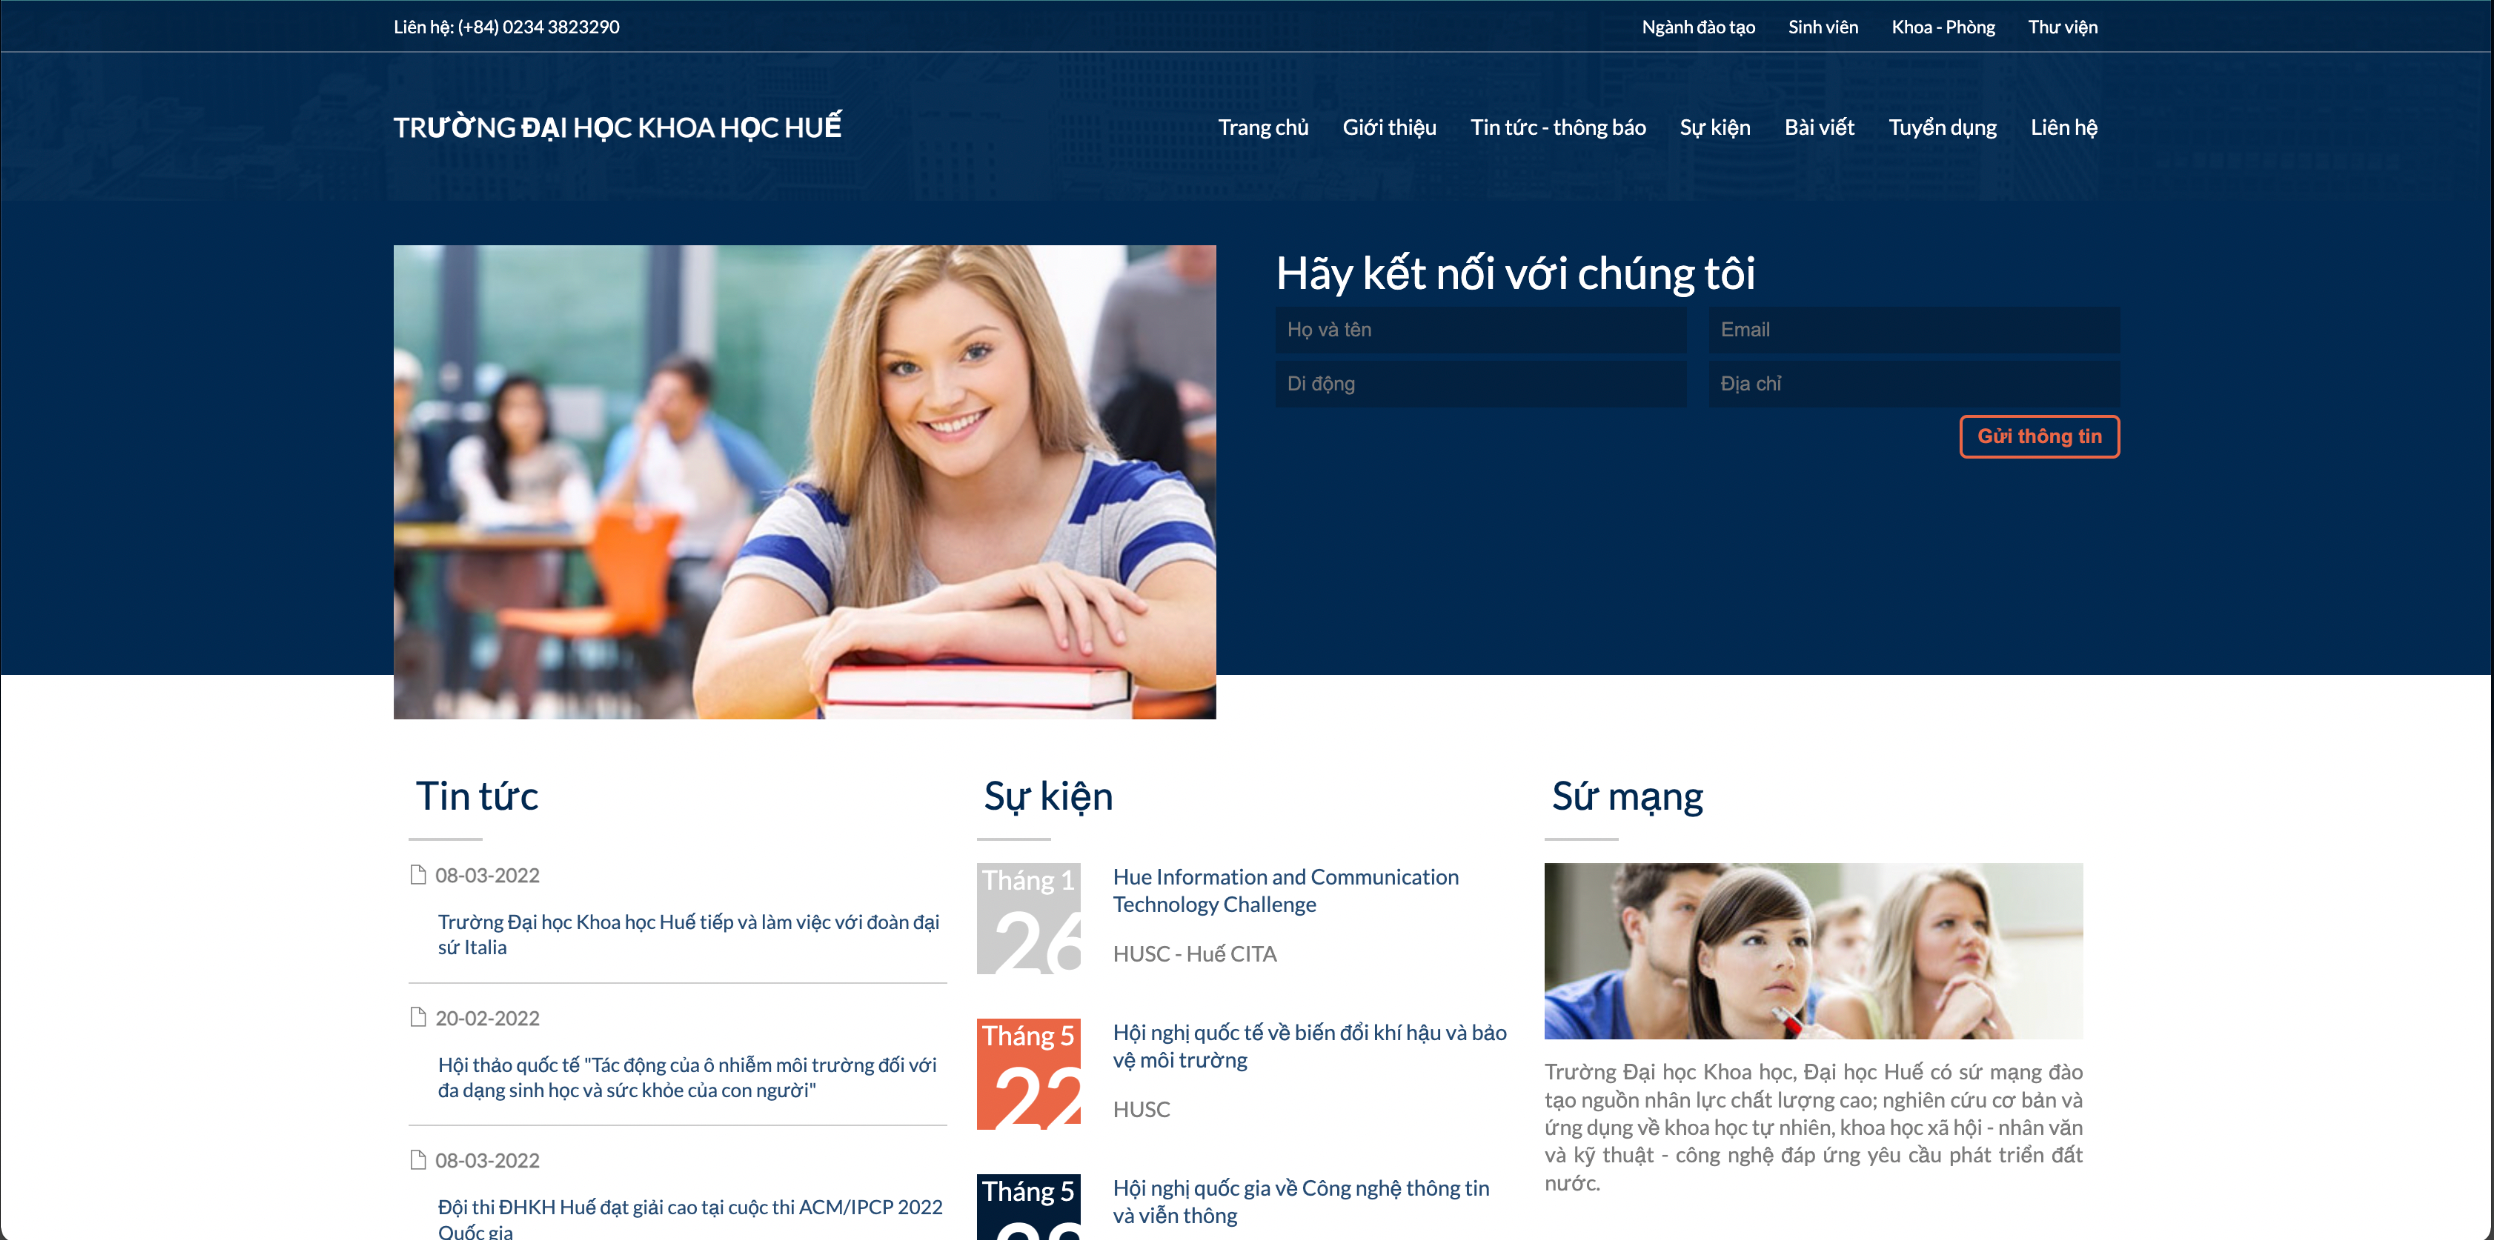 Liên hệ: (+84) 0234 3823290
Ngành đào tạo Sinh viên Khoa - Phòng Thư viện
TRƯỜNG ĐẠI HỌC KHOA HỌC HUẾ
Trang chủ Giới thiệu Tin tức - thông báo Sự kiện Bài viết Tuyển dụng Liên hệ
Hãy kết nối với chúng tôi
Họ và tên Email
Di động Địa chỉ
Gửi thông tin
Tin tức
08-03-2022
Trường Đại học Khoa học Huế tiếp và làm việc với đoàn đại
sứ Italia
20-02-2022
Hội thảo quốc tế "Tác động của ô nhiễm môi trường đối với
đa dạng sinh học và sức khỏe của con người"
08-03-2022
Đội thi ĐHKH Huế đạt giải cao tại cuộc thi ACM/IPCP 2022
Quốc gia
Sự kiện
Tháng 1
26
Hue Information and Communication
Technology Challenge
HUSC - Huế CITA
Tháng 5
22
Hội nghị quốc tế về biến đổi khí hậu và bảo
vệ môi trường
HUSC
Tháng 5
Hội nghị quốc gia về Công nghệ thông tin
và viễn thông
Sứ mạng
Trường Đại học Khoa học, Đại học Huế có sứ mạng đào
tạo nguồn nhân lực chất lượng cao; nghiên cứu cơ bản và
ứng dụng về khoa học tự nhiên, khoa học xã hội - nhân văn
và kỹ thuật - công nghệ đáp ứng yêu cầu phát triển đất
nước.